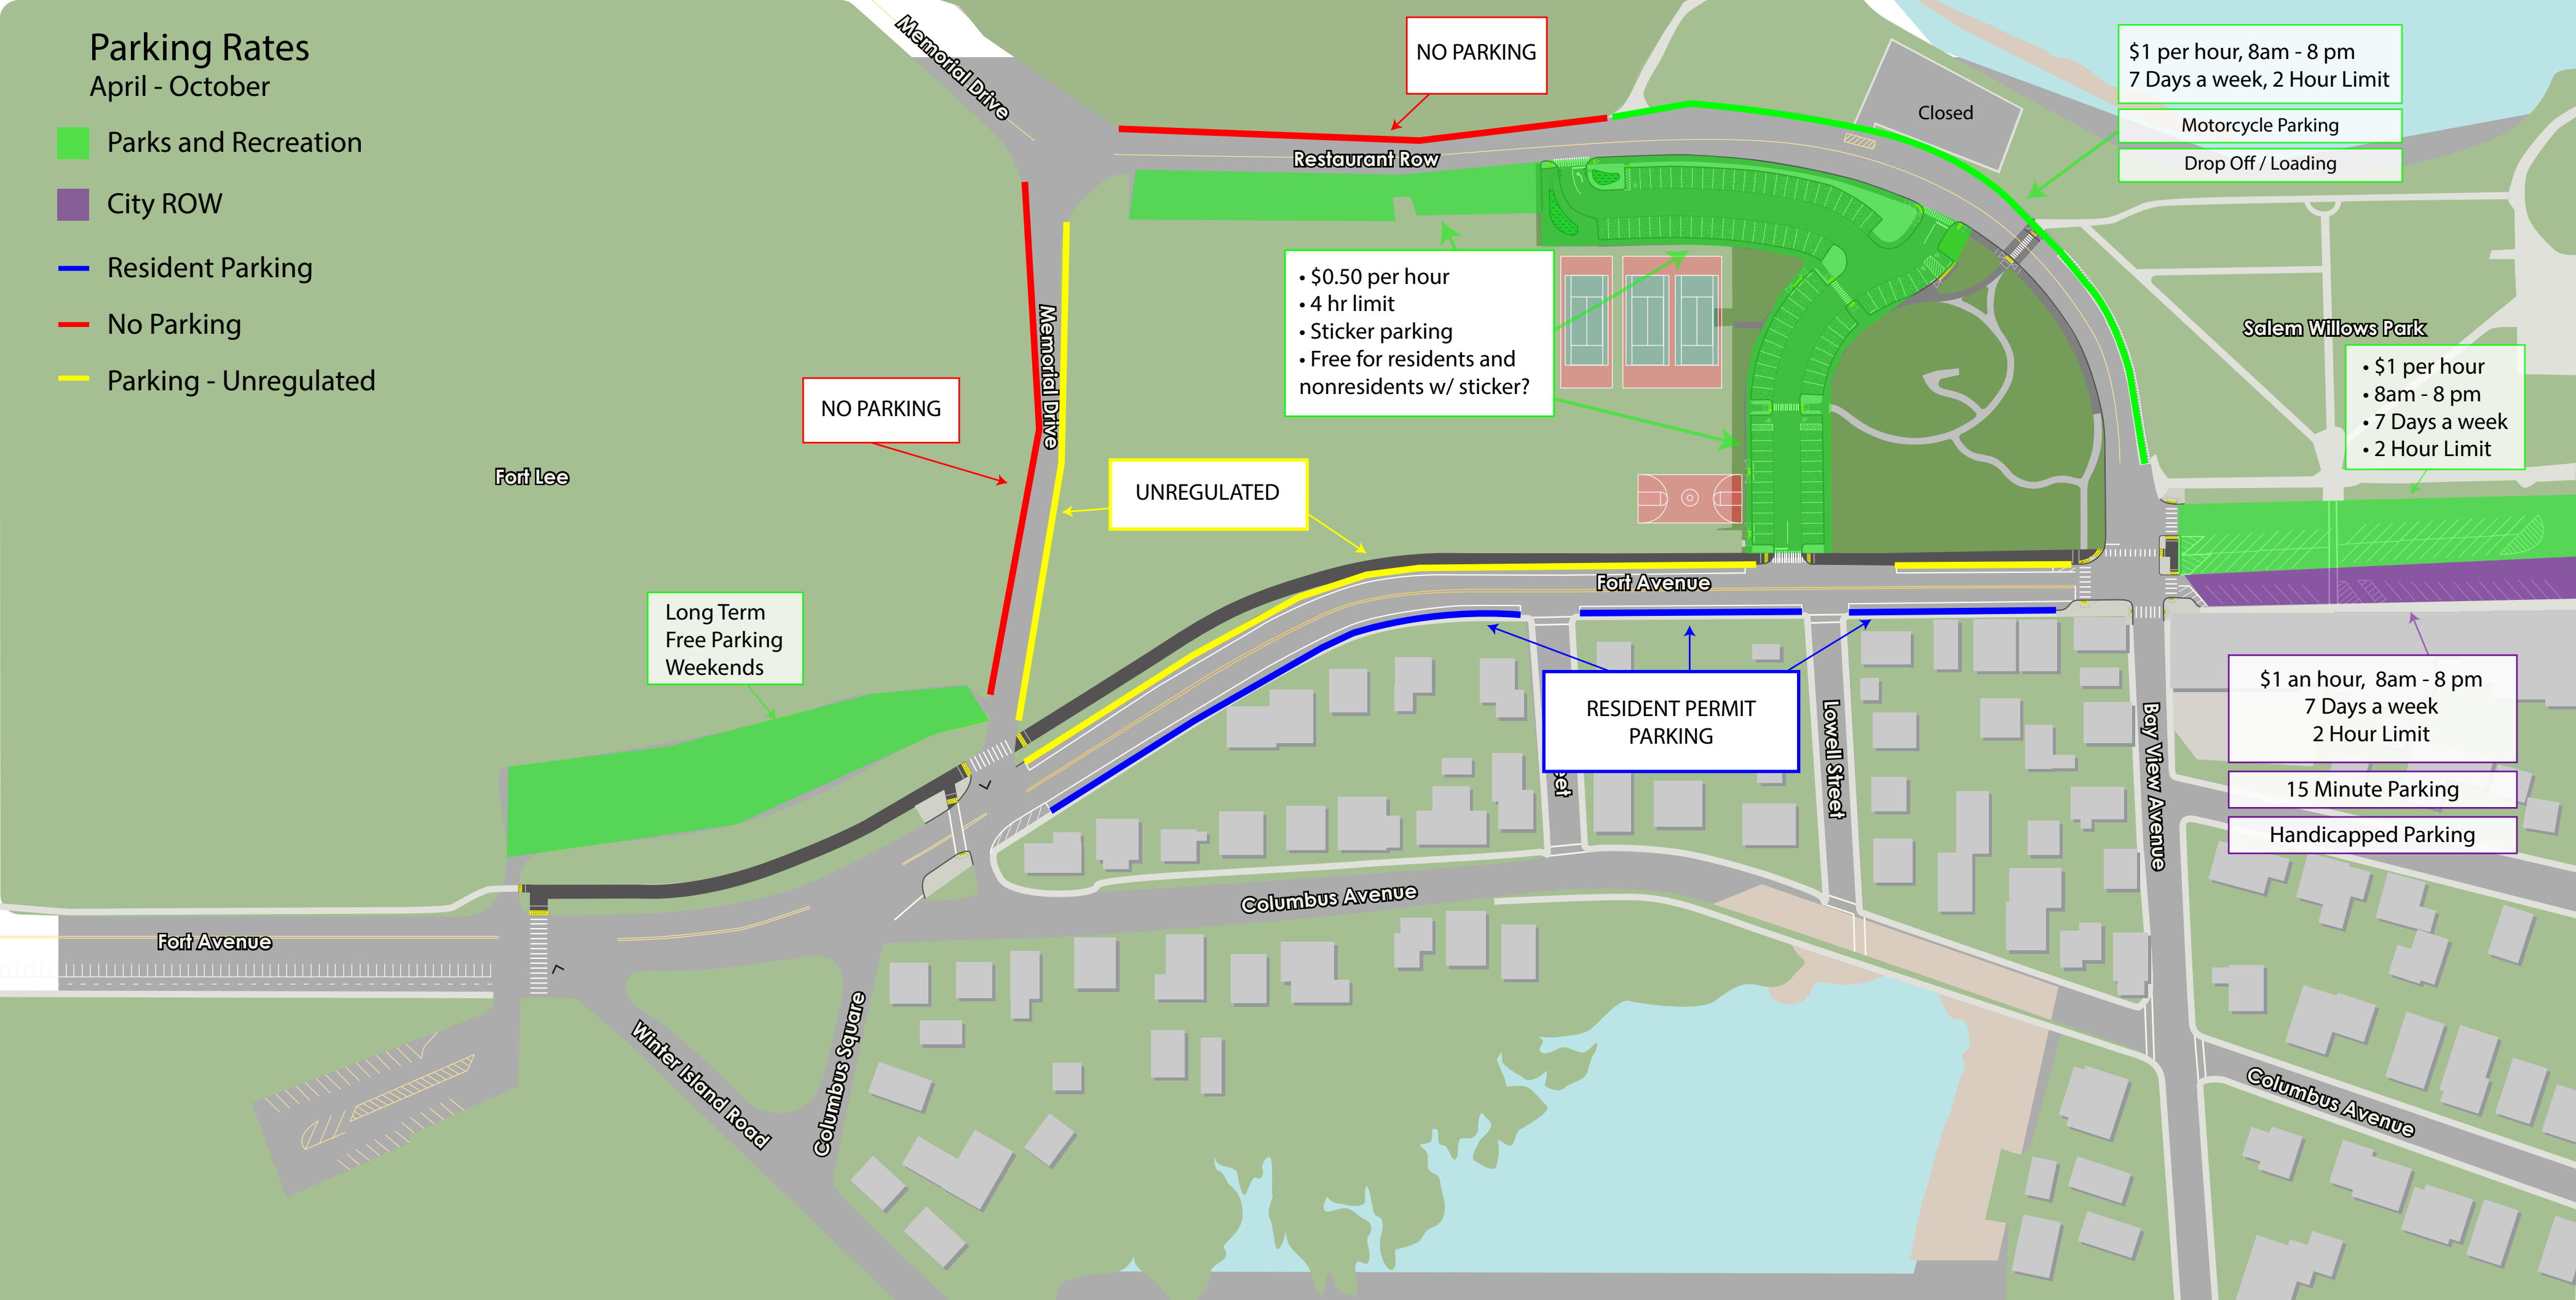 Parking Rates
April - October
Parks and Recreation
City ROW
Resident Parking
No Parking
Parking - Unregulated
Memorial Drive
NO PARKING
Restaurant Row
Closed
$1 per hour, 8am - 8 pm
7 Days a week, 2 Hour Limit
Motorcycle Parking
Drop Off / Loading
• $0.50 per hour
• 4 hr limit
• Sticker parking
• Free for residents and
nonresidents w/ sticker?
Salem Willows Park
• $1 per hour
• 8am - 8 pm
• 7 Days a week
• 2 Hour Limit
Memorial Drive
NO PARKING
Fort Lee
UNREGULATED
Fort Avenue
Long Term
Free Parking
Weekends
RESIDENT PERMIT
PARKING
eet
Lowell Street
Bay View Avenue
$1 an hour, 8am - 8 pm
7 Days a week
2 Hour Limit
15 Minute Parking
Handicapped Parking
Columbus Avenue
Fort Avenue
Winter Island Road
Columbus Square
Columbus Avenue